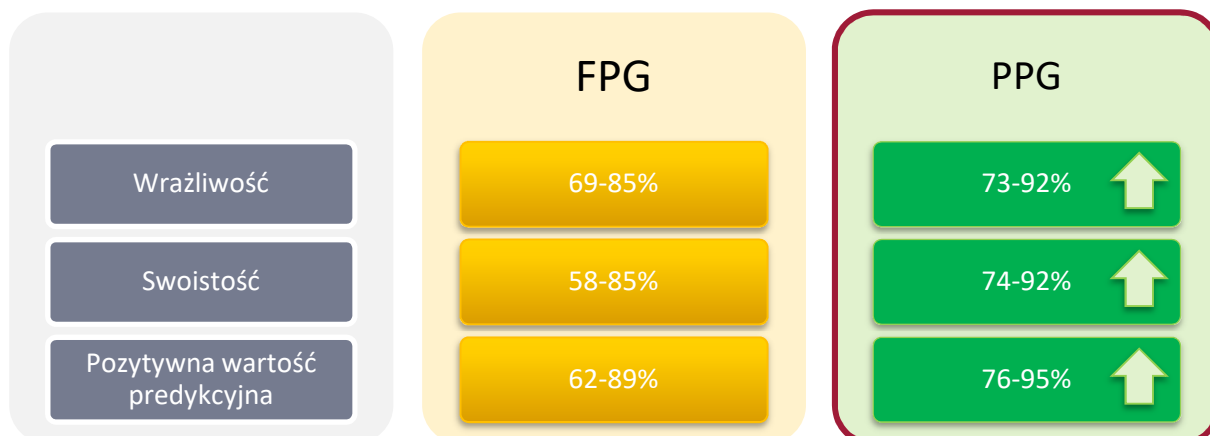 FPG
PPG
Wrażliwość
69-85%
73-92%
Swoistość
58-85%
74-92%
Pozytywna wartość
predykcyjna
62-89%
76-95%